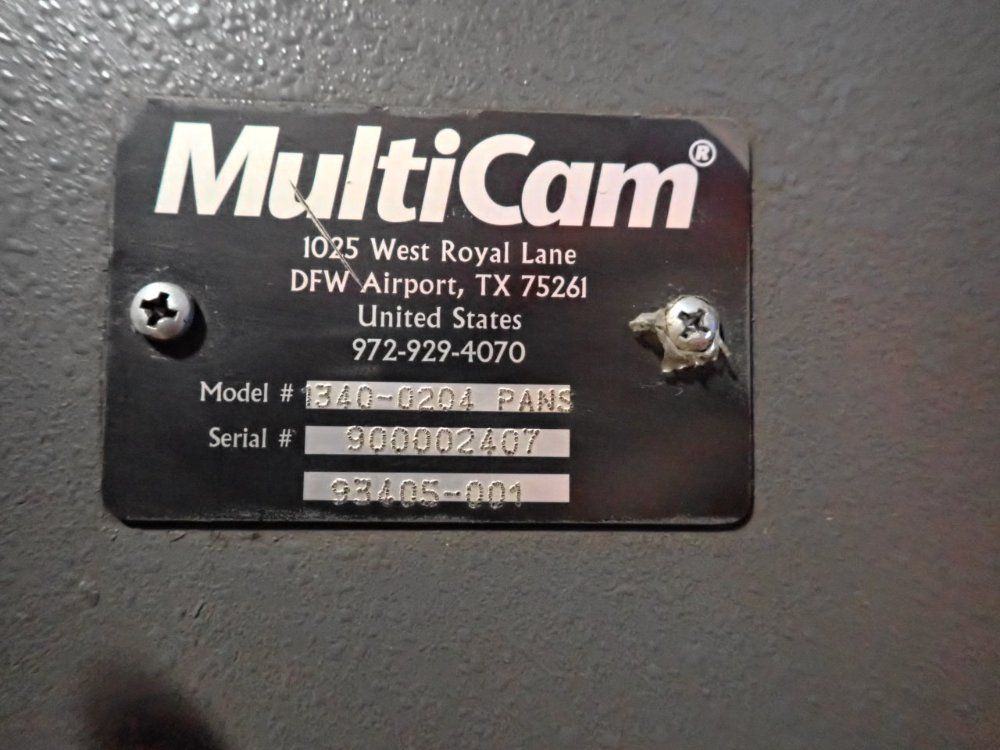 MultiCam®
1025 West Royal Lane
DFW Airport, TX 75261
United States
972-929-4070
Model # 1340-0204 PANS
Serial # 900002407
93405-001